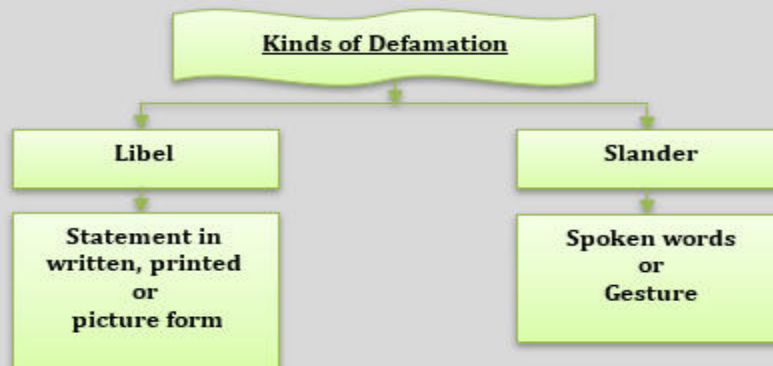 Kinds of Defamation
Libel
Slander
Statement in
written, printed
or
picture form
Spoken words
or
Gesture